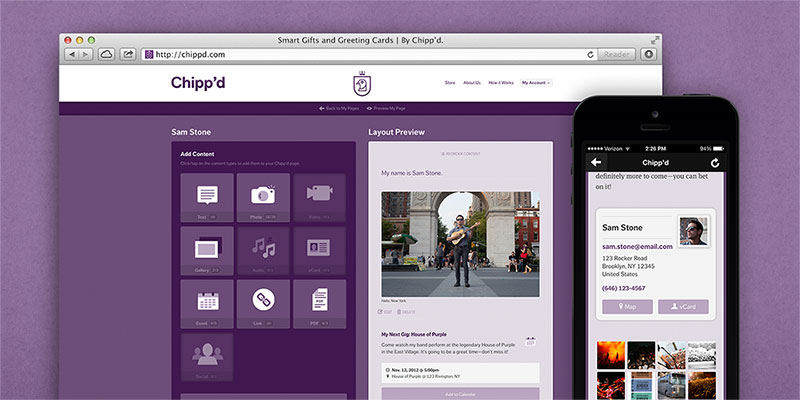 Smart Gifts and Greeting Cards | By Chipp'd.
http://chippd.com
Reader
Chipp'd
Store
About Us
How it Works
My Account
Back to My Pages
Preview My Page
Sam Stone
Add Content
Click/tap on the content types to add them to your Chipp'd page.
Text
Photo
Video
Gallery
Audio
vCard
Event
Link
PDF
Social
Layout Preview
REORDER CONTENT
My name is Sam Stone.
Hello, New York.
EDIT
DELETE
My Next Gig: House of Purple
Come watch my band perform at the legendary House of Purple
in the East Village. It's going to be a great time—don't miss it!
Nov. 12, 2012 @ 5:00pm
House of Purple @ 123 Rivington, NY
Add to Calendar
Verizon
2:26 PM
94%
Chipp'd
definitely more to come—you can bet
on it!
Sam Stone
sam.stone@email.com
123 Rocker Road
Brooklyn, NY 12345
United States
(646) 123-4567
Map
vCard
PDF